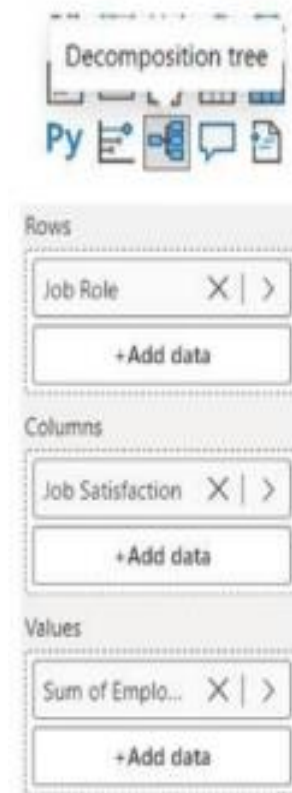 Decomposition tree
Py
Rows
Job Role
+Add data
Columns
Job Satisfaction
+Add data
Values
Sum of Emplo...
+Add data